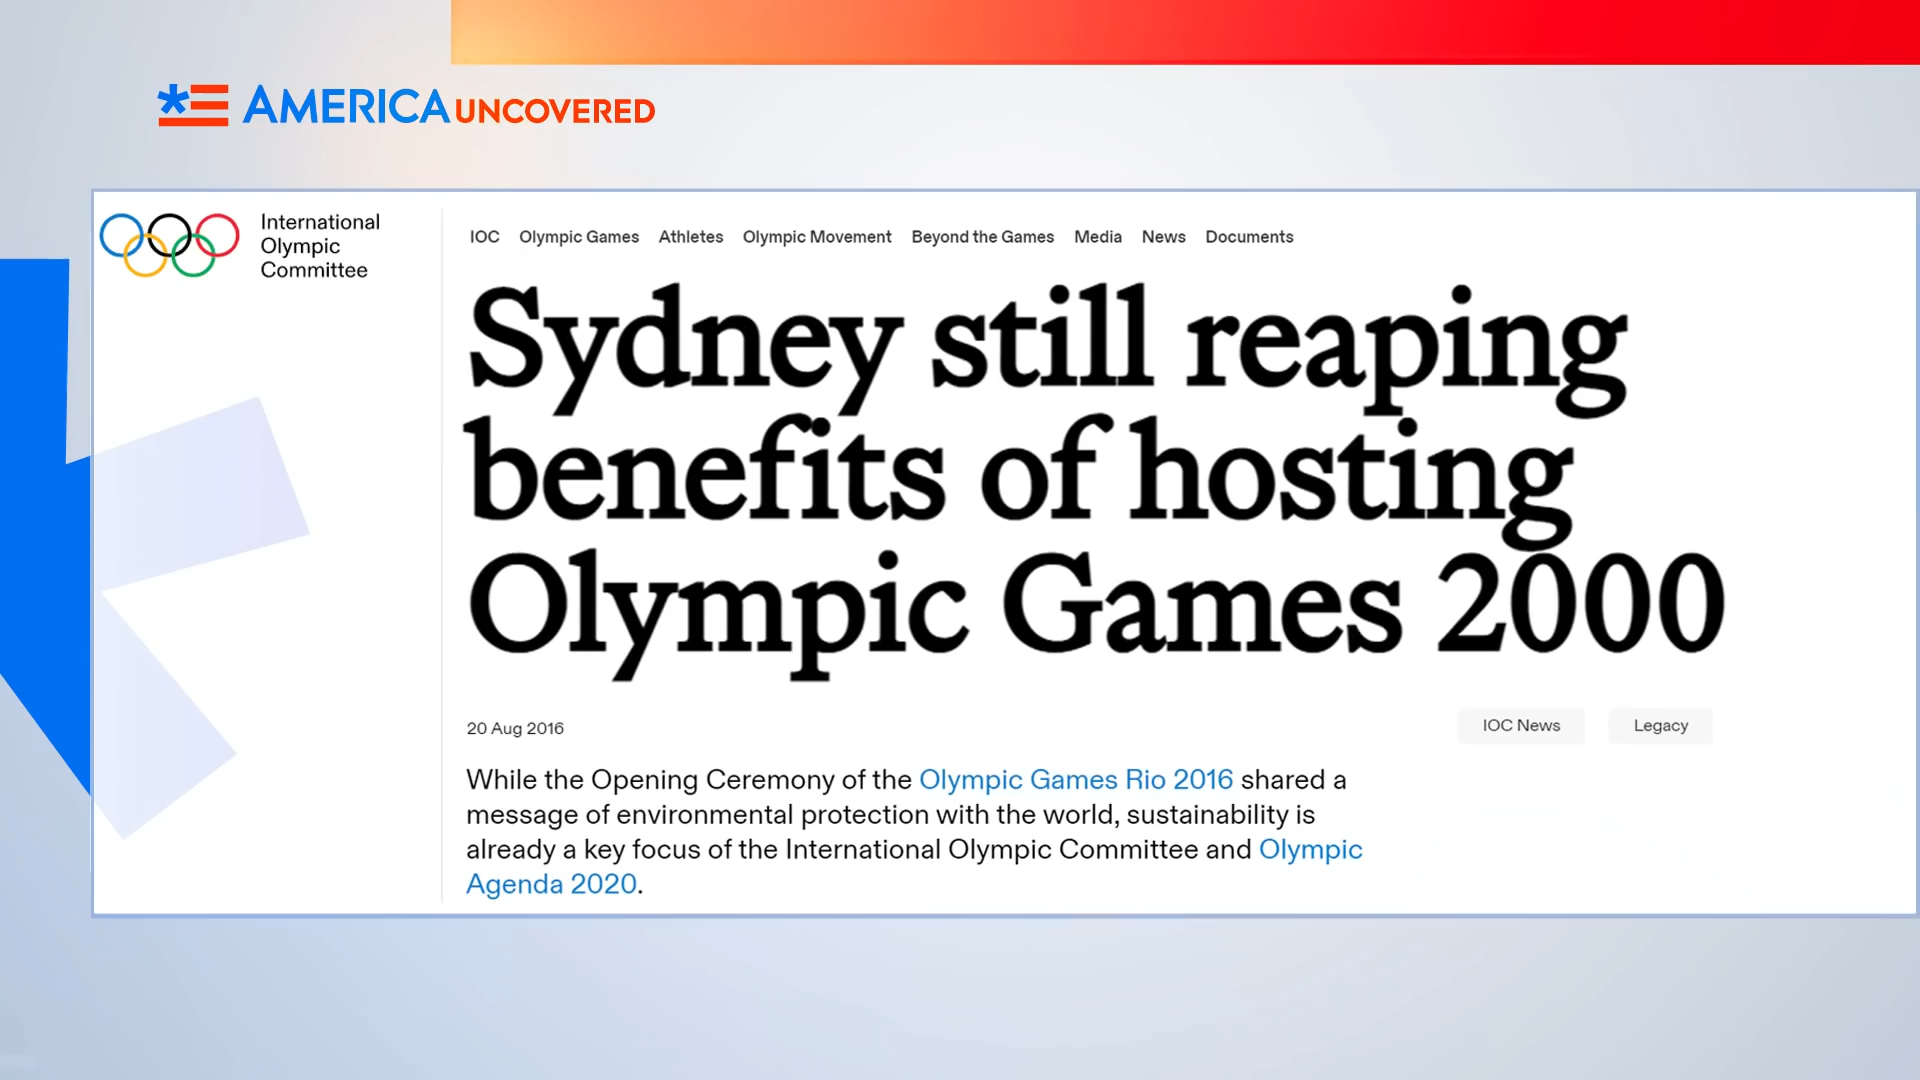 AMERICA UNCOVERED
International
Olympic
Committee
IOC Olympic Games Athletes Olympic Movement Beyond the Games Media News Documents
Sydney still reaping
benefits of hosting
Olympic Games 2000
20 Aug 2016
IOC News Legacy
While the Opening Ceremony of the Olympic Games Rio 2016 shared a
message of environmental protection with the world, sustainability is
already a key focus of the International Olympic Committee and Olympic
Agenda 2020.